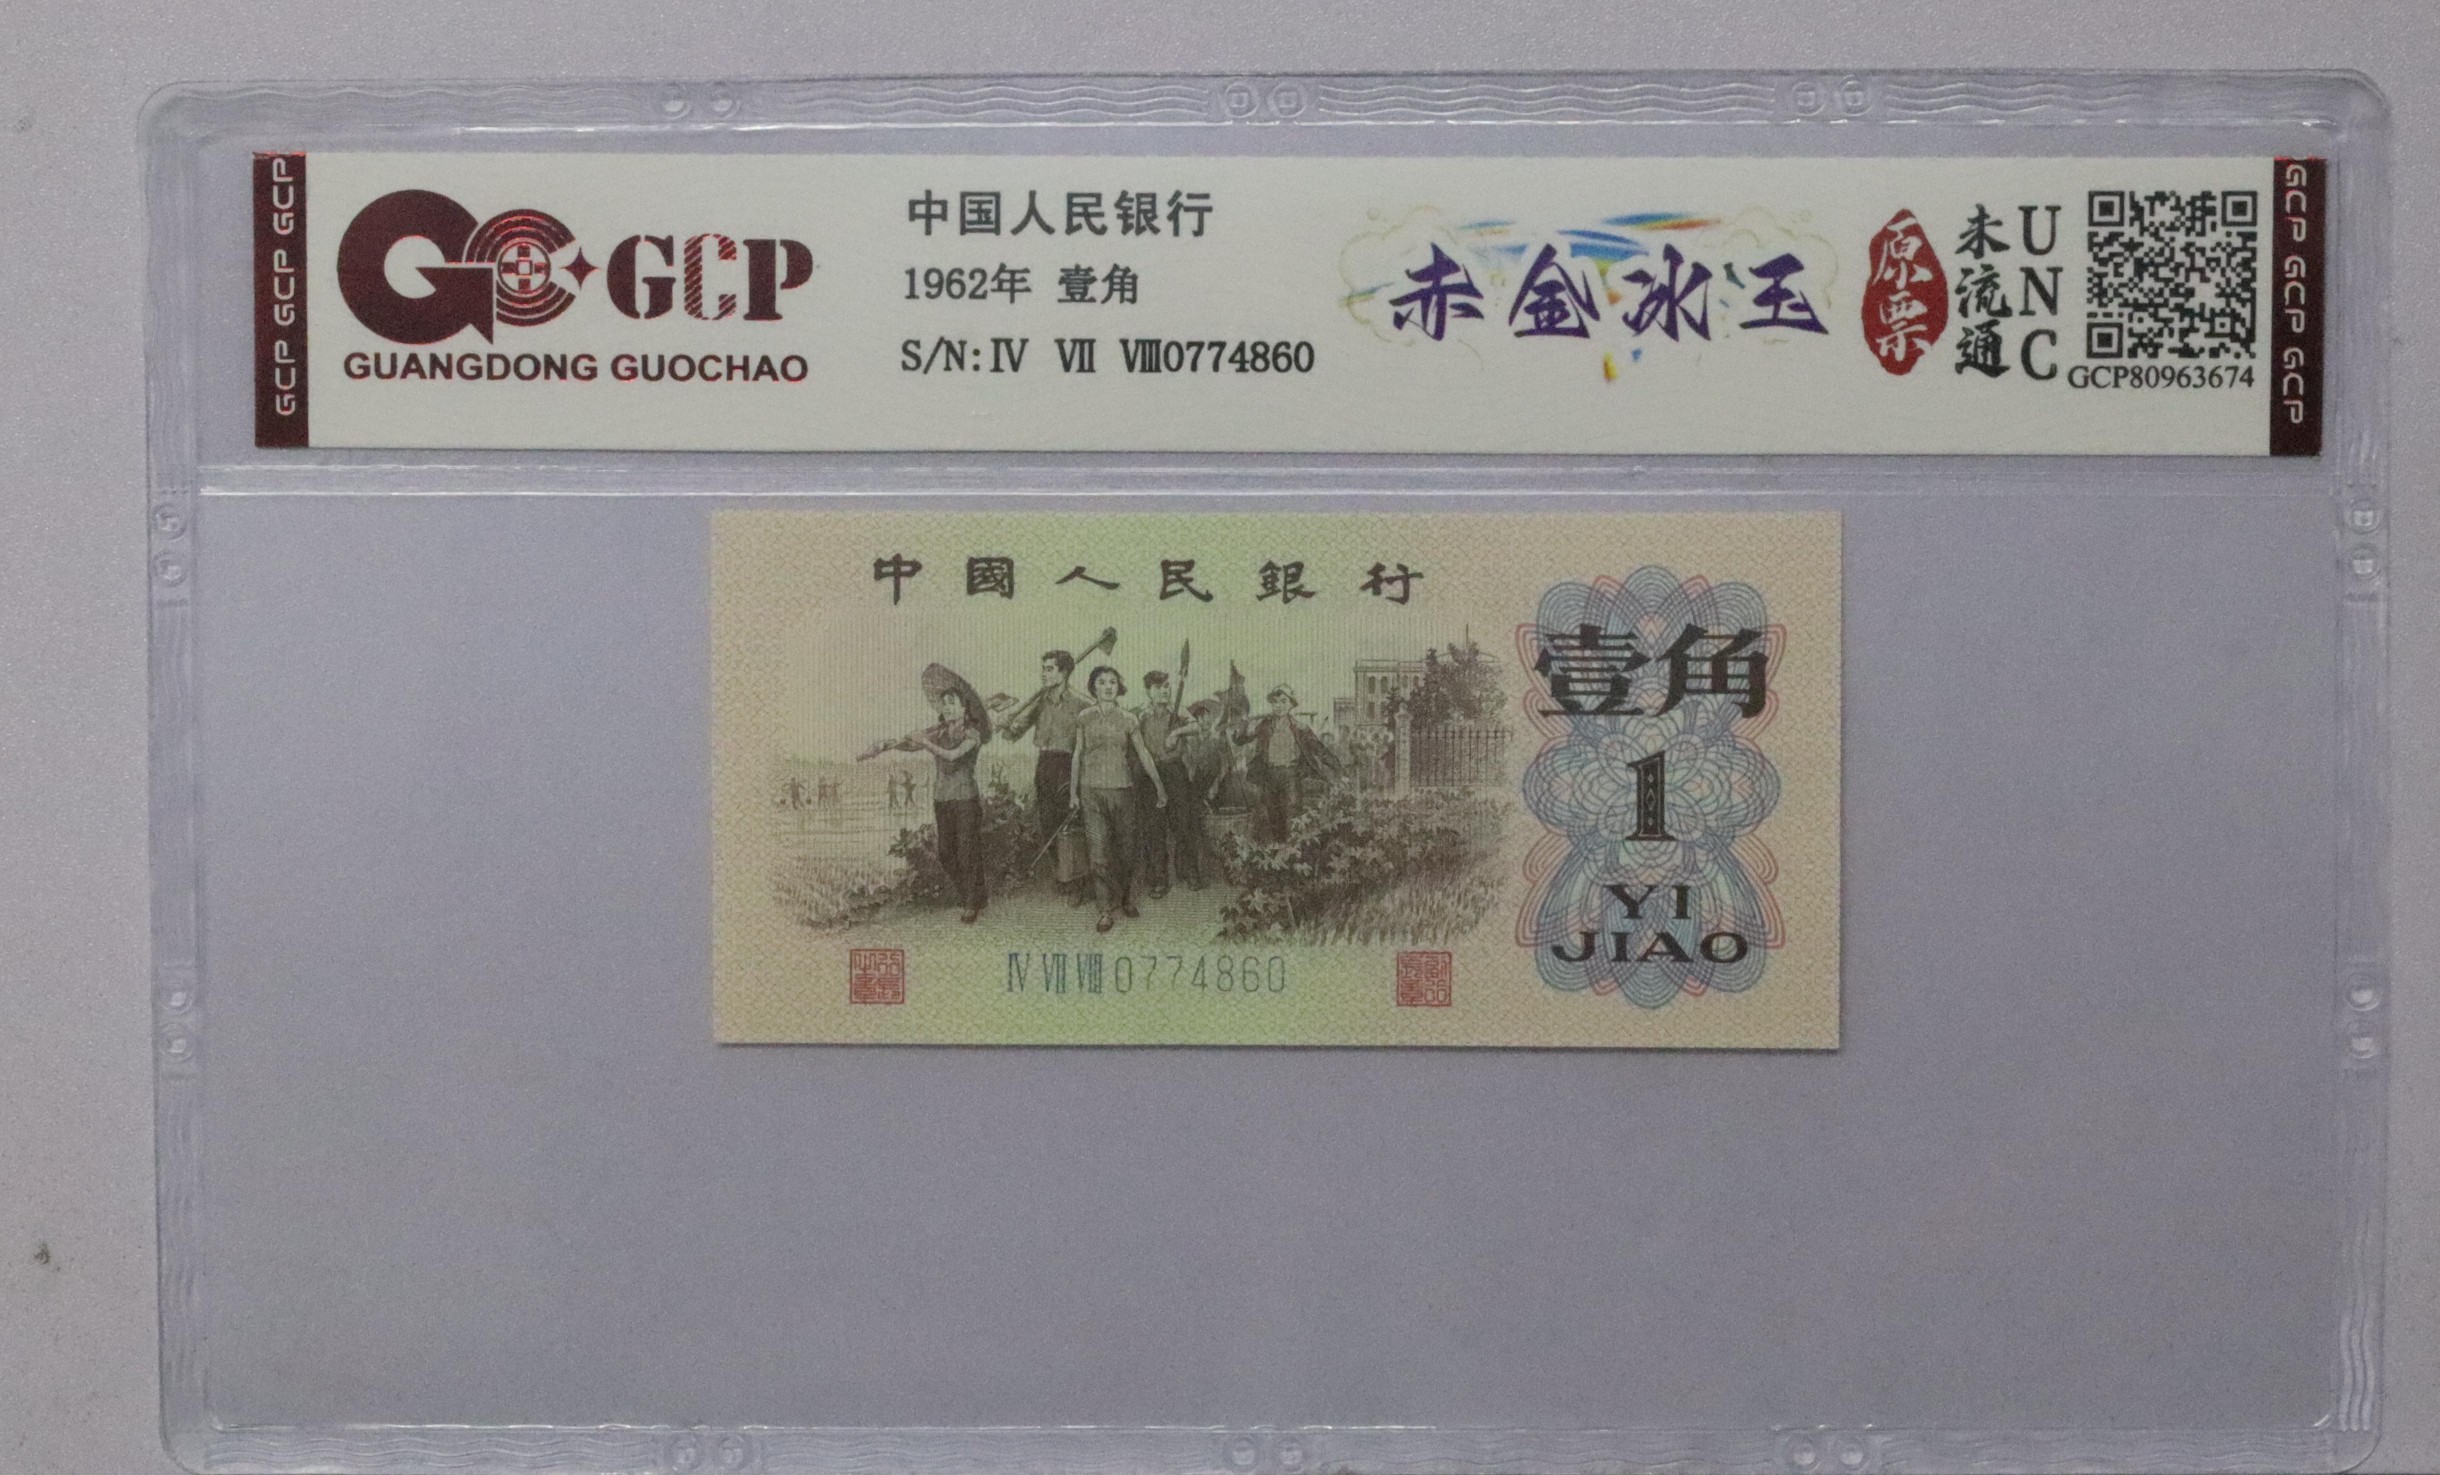 GCP GCP GCP
GCP
GUANGDONG GUOCHAO
中国人民银行
1962年 壹角
S/N:Ⅳ Ⅶ Ⅷ0774860
赤金冰玉
原票
未流通
UNC
GCP80963674
GCP GCP GCP
中國人民銀行
壹角
1
YI
JIAO
Ⅳ Ⅶ Ⅷ 0774860